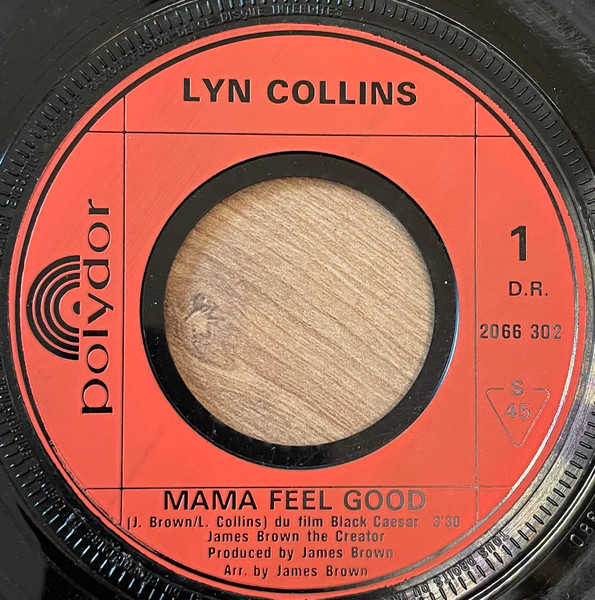 LYN COLLINS
polydor
1
D.R.
2066 302
S
45
MAMA FEEL GOOD
(J. Brown/L. Collins) du film Black Caesar 3'30
James Brown the Creator
Produced by James Brown
Arr. by James Brown